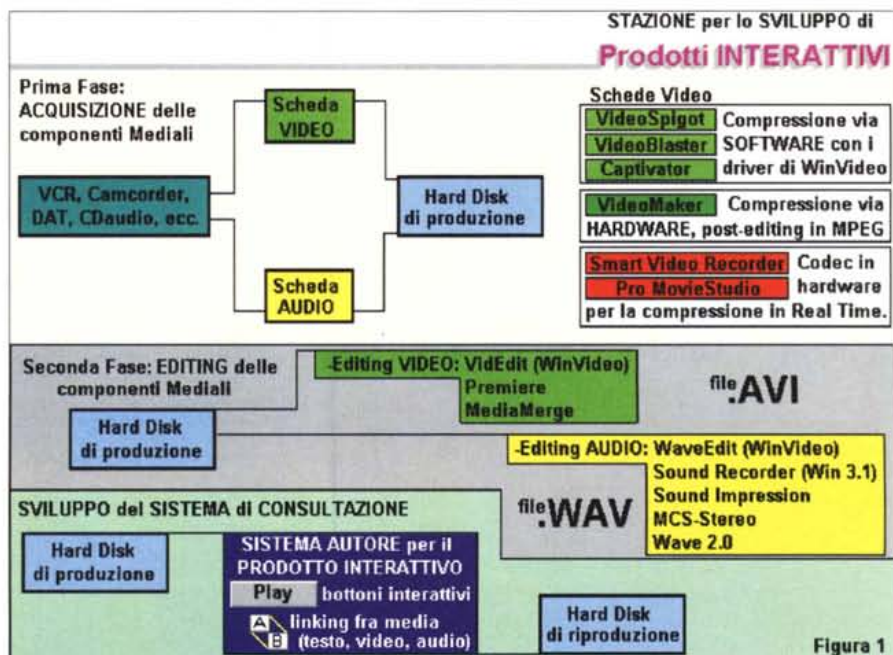 STAZIONE per lo SVILUPPO di
Prodotti INTERATTIVI
Prima Fase:
ACQUISIZIONE delle
componenti Mediali
Scheda
VIDEO
VCR, Camcorder,
DAT, CDaudio, ecc.
Hard Disk
di produzione
Scheda
AUDIO
Schede Video
VideoSpigot Compressione via
VideoBlaster SOFTWARE con i
Captivator driver di WinVideo
VideoMaker Compressione via
HARDWARE, post-editing in MPEG
Smart Video Recorder Codec in
Pro MovieStudio hardware
per la compressione in Real Time.
Seconda Fase: EDITING delle
componenti Mediali
Hard Disk
di produzione
-Editing VIDEO: VidEdit (WinVideo)
Premiere
MediaMerge
file.AVI
-Editing AUDIO: WaveEdit (WinVideo)
Sound Recorder (Win 3.1)
Sound Impression
MCS-Stereo
Wave 2.0
file.WAV
SVILUPPO del SISTEMA di CONSULTAZIONE
Hard Disk
di produzione
SISTEMA AUTORE per il
PRODOTTO INTERATTIVO
Play bottoni interattivi
A B linking fra media
(testo, video, audio)
Hard Disk
di riproduzione
Figura 1